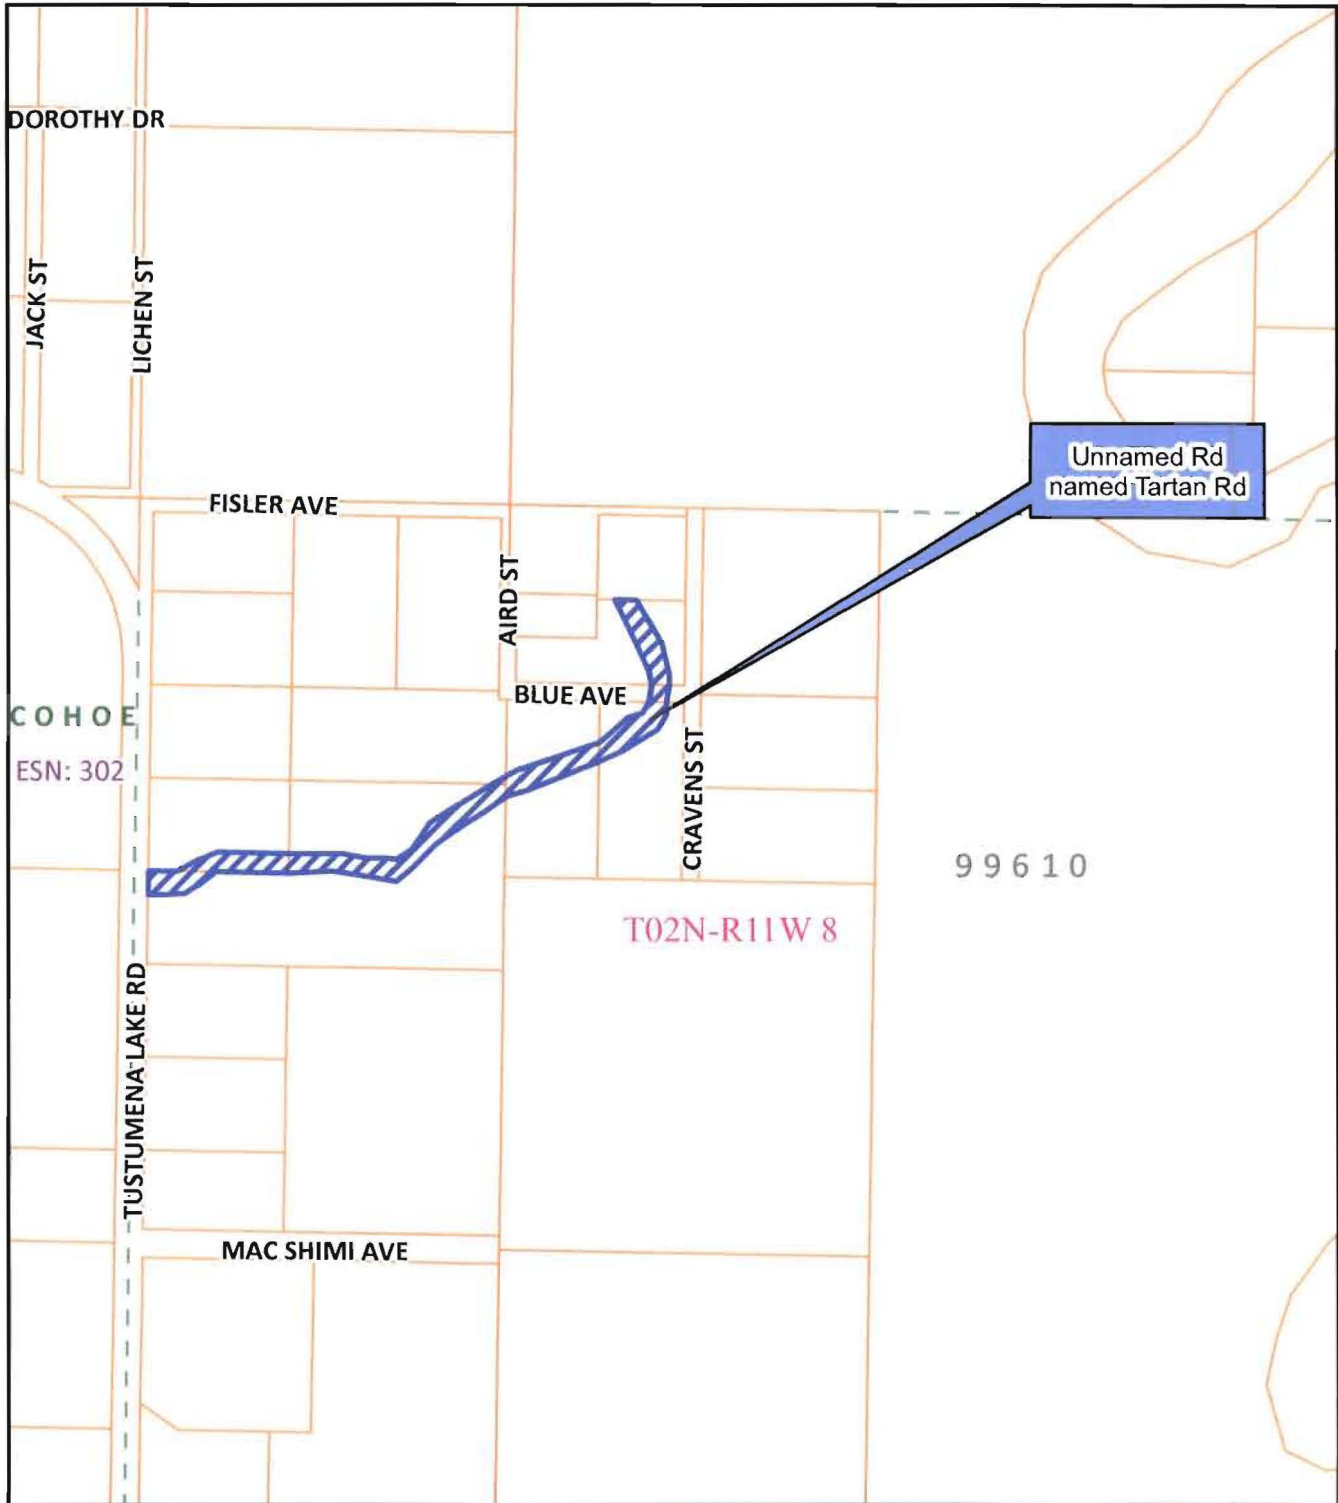 DOROTHY DR
JACK ST
LICHEN ST
Unnamed Rd
named Tartan Rd
FISLER AVE
AIRD ST
BLUE AVE
COHOE
ESN: 302
CRAVENS ST
99610
T02N-R11W 8
TUSTUMENA LAKE RD
MAC SHIMI AVE